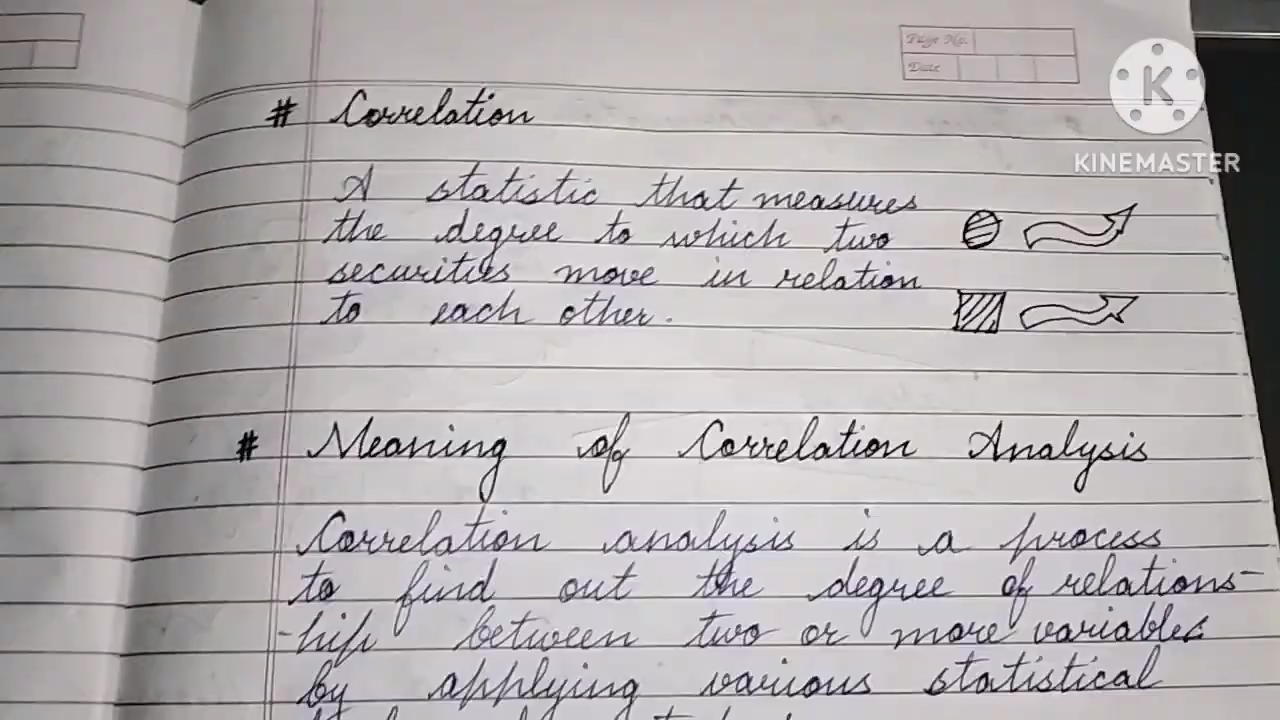 Page No.
Date
K
KINEMASTER
# Correlation
A statistic that measures
the degree to which two
securities move in relation
to each other.
# Meaning of Correlation Analysis
Correlation analysis is a process
to find out the degree of relations-
-hip between two or more variables
by applying various statistical